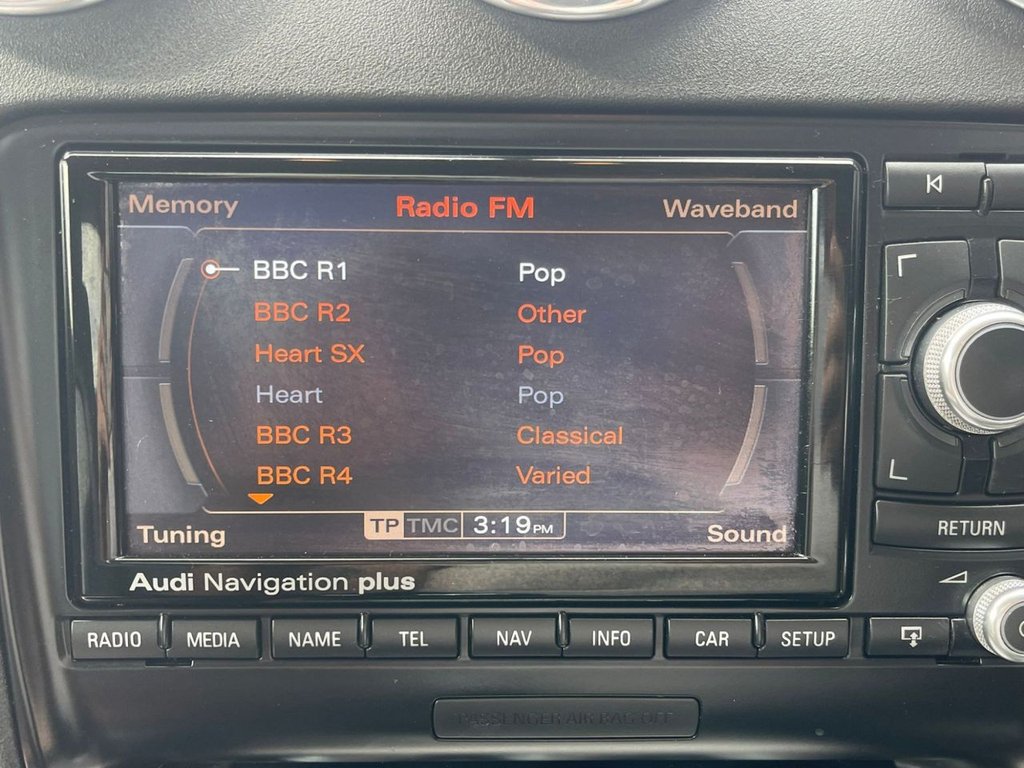 Memory Radio FM Waveband
BBC R1 Pop
BBC R2 Other
Heart SX Pop
Heart Pop
BBC R3 Classical
BBC R4 Varied
Tuning TP TMC 3:19 PM Sound
Audi Navigation plus
RETURN
RADIO MEDIA NAME TEL NAV INFO CAR SETUP
PASSENGER AIR BAG OFF